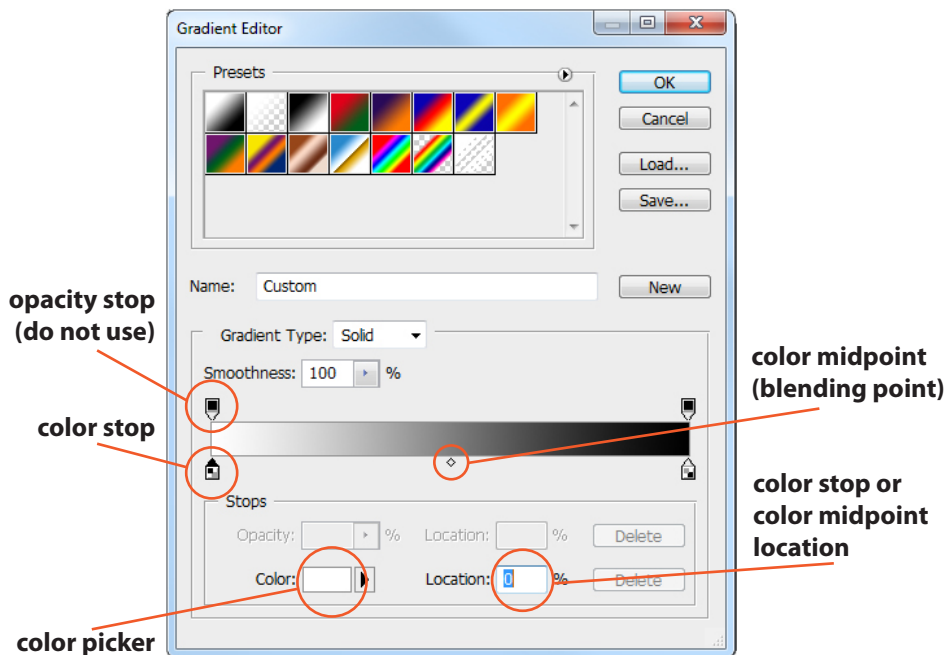 Gradient Editor
Presets
OK
Cancel
Load...
Save...
Name: Custom
New
opacity stop
(do not use)
Gradient Type: Solid
Smoothness: 100 %
color midpoint
(blending point)
color stop
color stop or
color midpoint
location
Stops
Opacity: % Location: % Delete
Color: Location: 0 % Delete
color picker